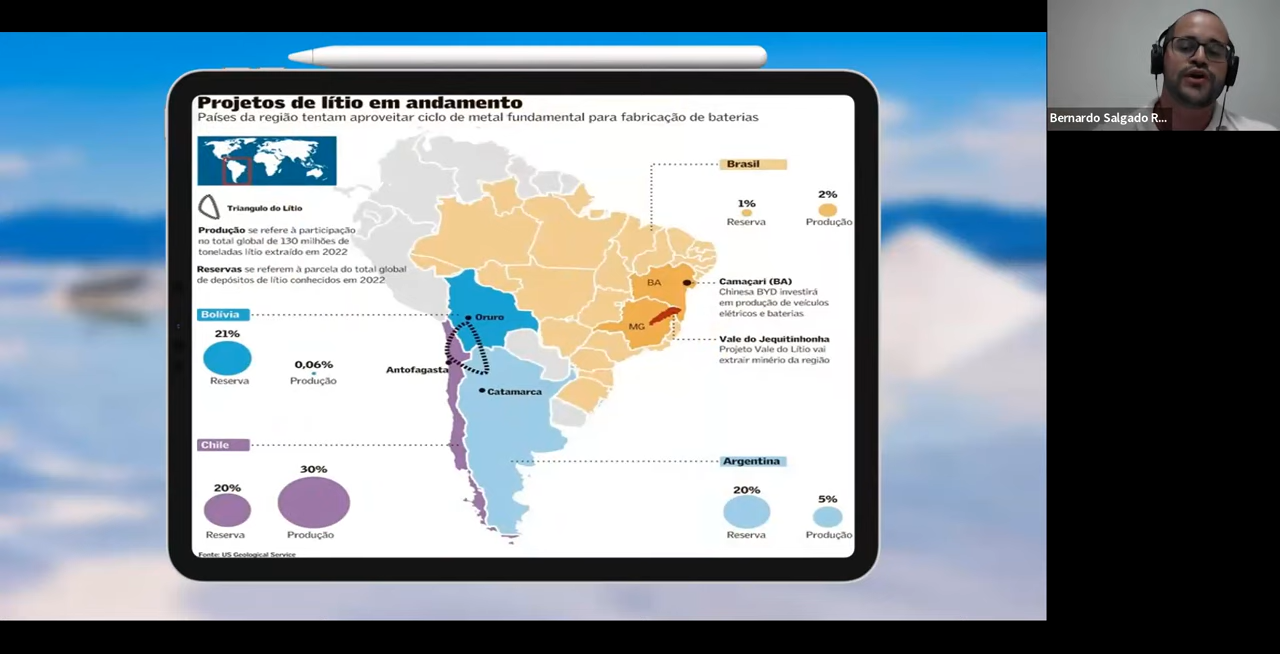 Projetos de lítio em andamento
Países da região tentam aproveitar ciclo de metal fundamental para fabricação de baterias
Triangulo do Lítio
Produção se refere à participação
no total global de 130 milhões de
toneladas lítio extraído em 2022
Reservas se referem à parcela do total global
de depósitos de lítio conhecidos em 2022
Bolívia
21%
Reserva
0,06%
Produção
Chile
20%
Reserva
30%
Produção
Fonte: US Geological Service
Oruro
Antofagasta
Catamarca
BA
MG
Brasil
1%
Reserva
2%
Produção
Camaçari (BA)
Chinesa BYD investirá
em produção de veículos
elétricos e baterias
Vale do Jequitinhonha
Projeto Vale do Lítio vai
extrair minério da região
Argentina
20%
Reserva
5%
Produção
Bernardo Salgado R...